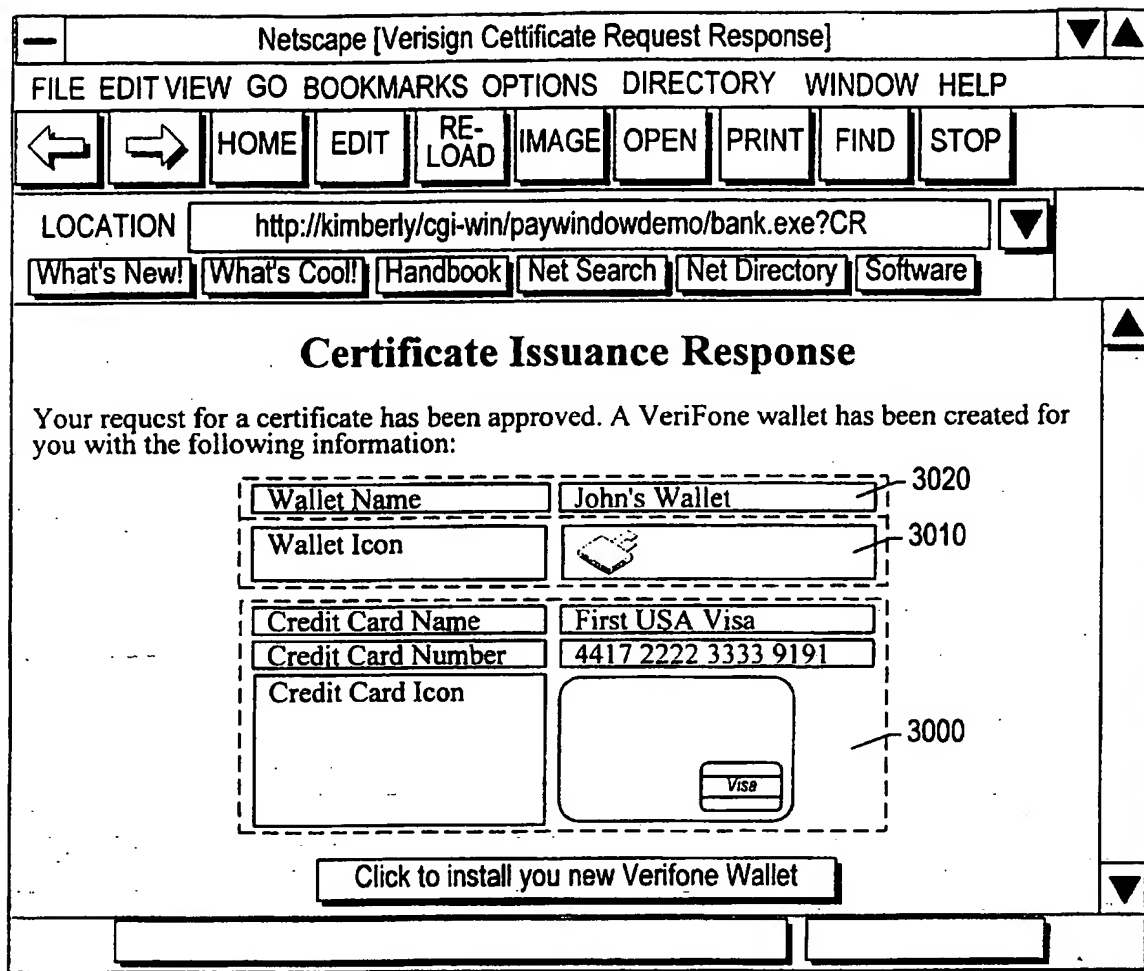 Netscape [Verisign Cettificate Request Response]
FILE EDIT VIEW GO BOOKMARKS OPTIONS DIRECTORY WINDOW HELP
HOME EDIT RE-LOAD IMAGE OPEN PRINT FIND STOP
LOCATION http://kimberly/cgi-win/paywindowdemo/bank.exe?CR
What's New! What's Cool! Handbook Net Search Net Directory Software
Certificate Issuance Response
Your request for a certificate has been approved. A VeriFone wallet has been created for
you with the following information:
Wallet Name John's Wallet 3020
Wallet Icon 3010
Credit Card Name First USA Visa
Credit Card Number 4417 2222 3333 9191
Credit Card Icon
3000
Visa
Click to install you new Verifone Wallet